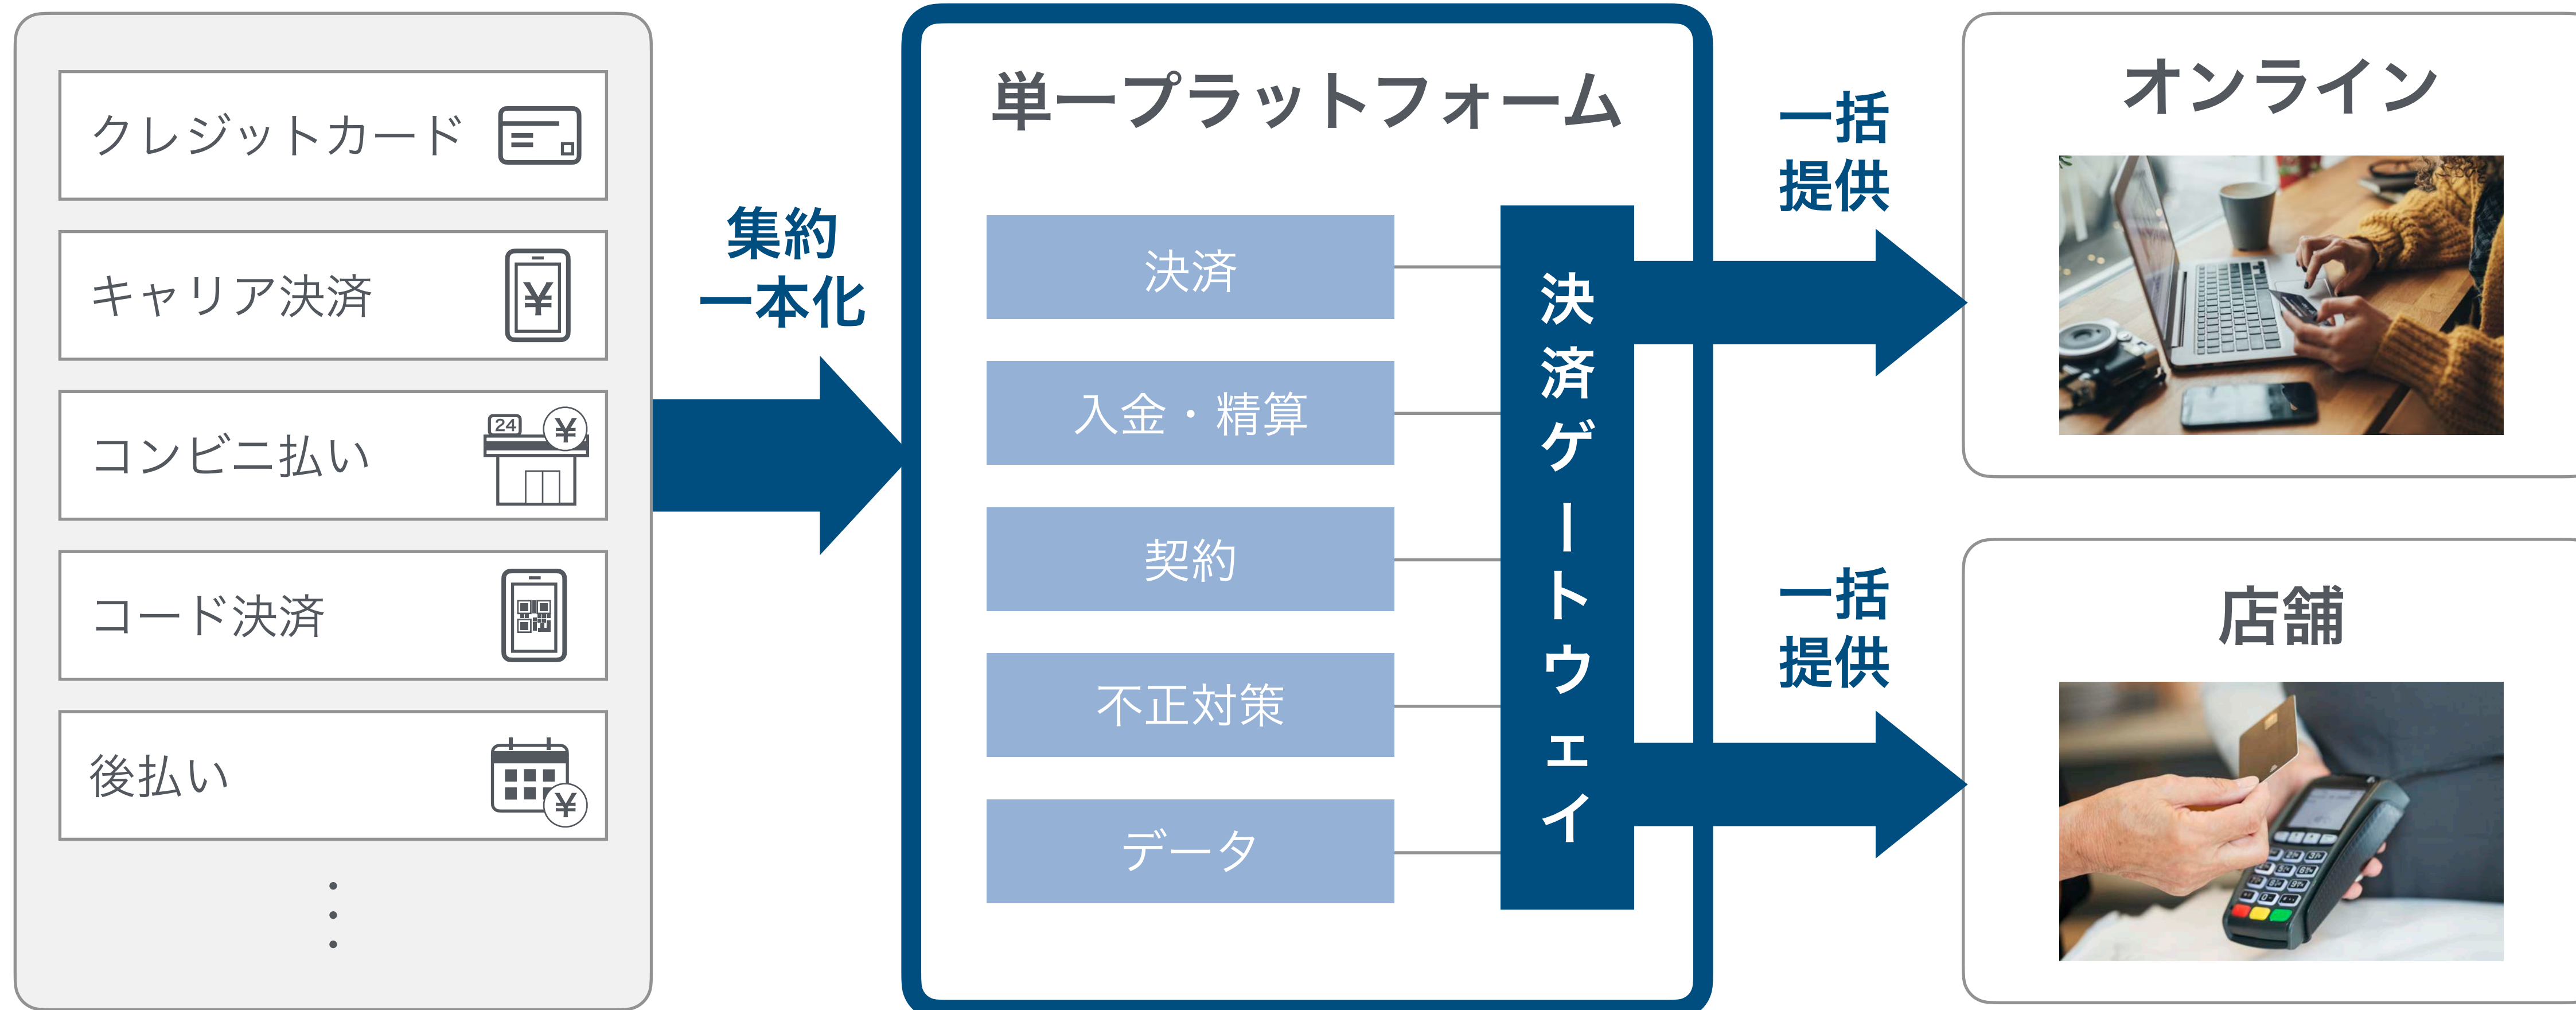 クレジットカード
キャリア決済
¥
コンビニ払い
24
¥
コード決済
後払い
¥
集約
一本化
単一プラットフォーム
決済
入金・精算
契約
不正対策
データ
決済ゲートウェイ
一括
提供
一括
提供
オンライン
店舗